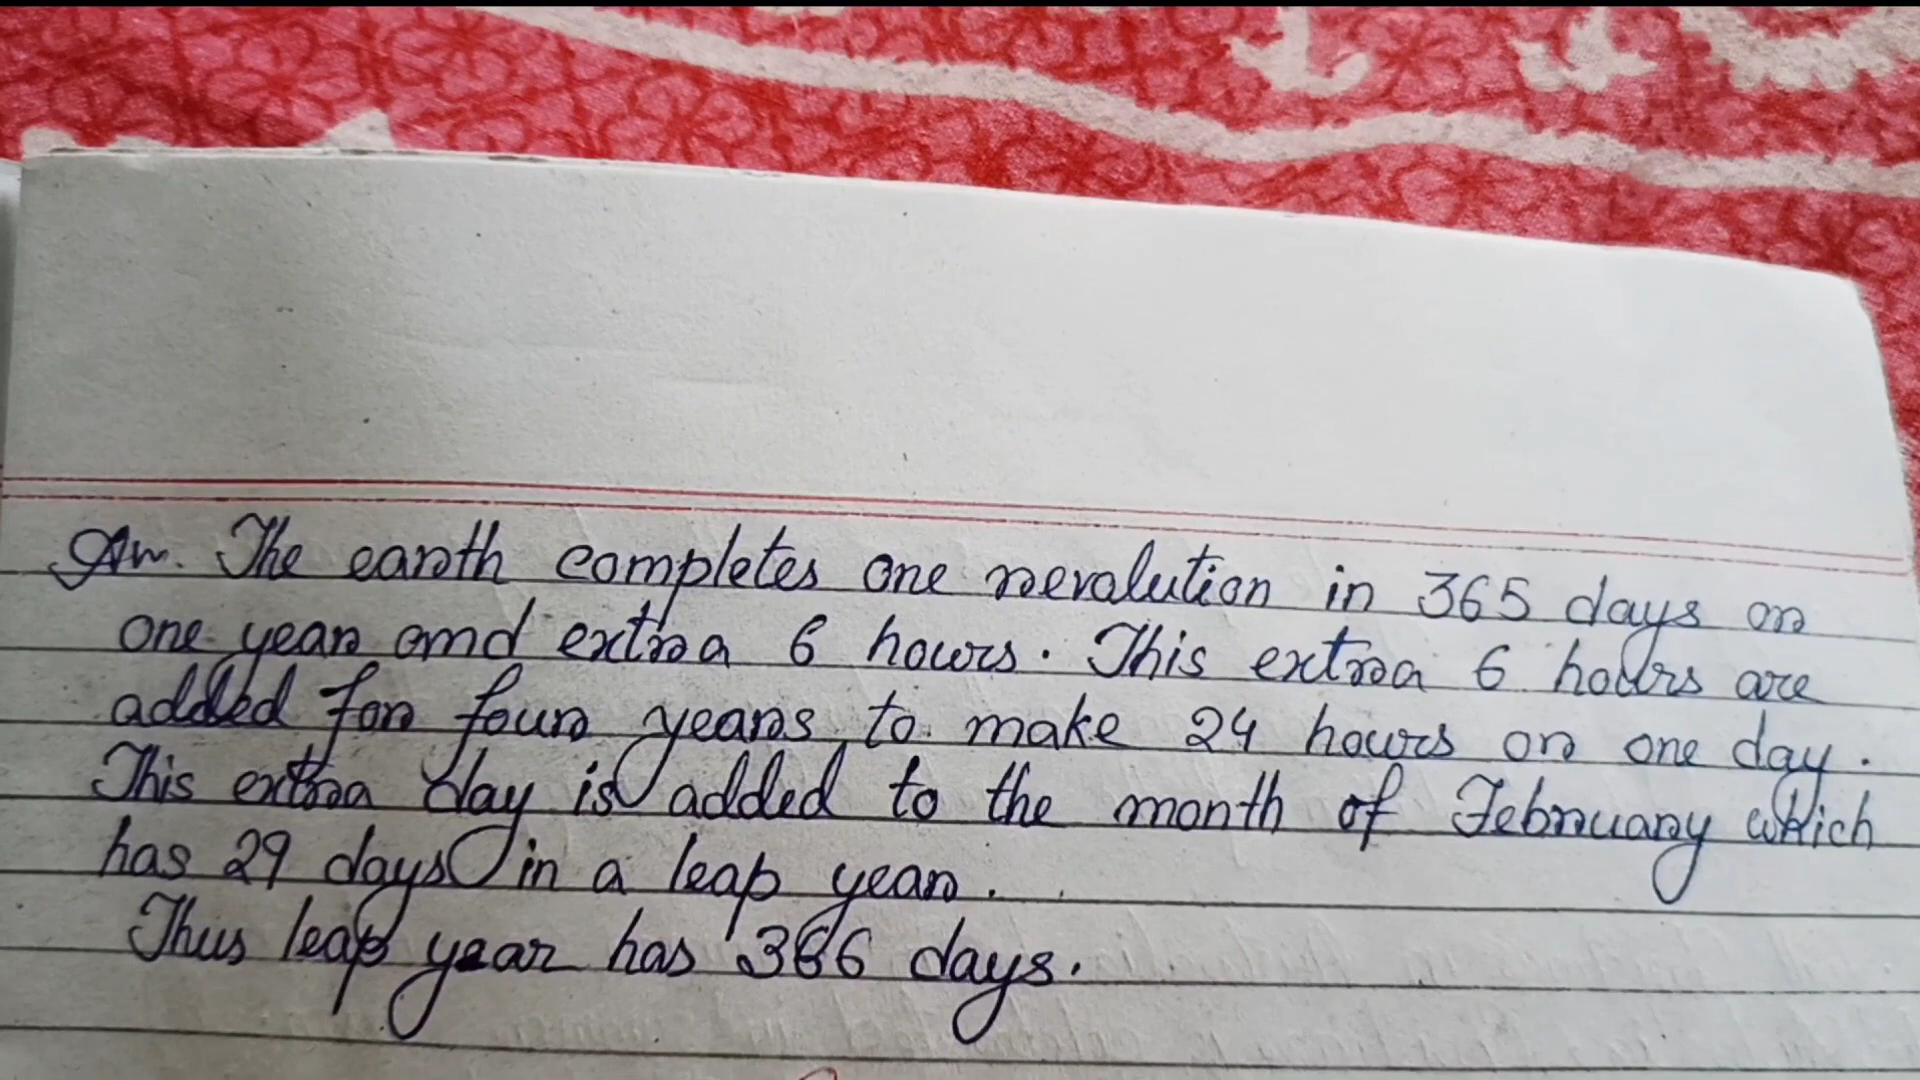 Ans. The earth completes one revolution in 365 days or
one year and extra 6 hours. This extra 6 hours are
added for four years to make 24 hours or one day.
This extra day is added to the month of February which
has 29 days in a leap year.
Thus leap year has 366 days.